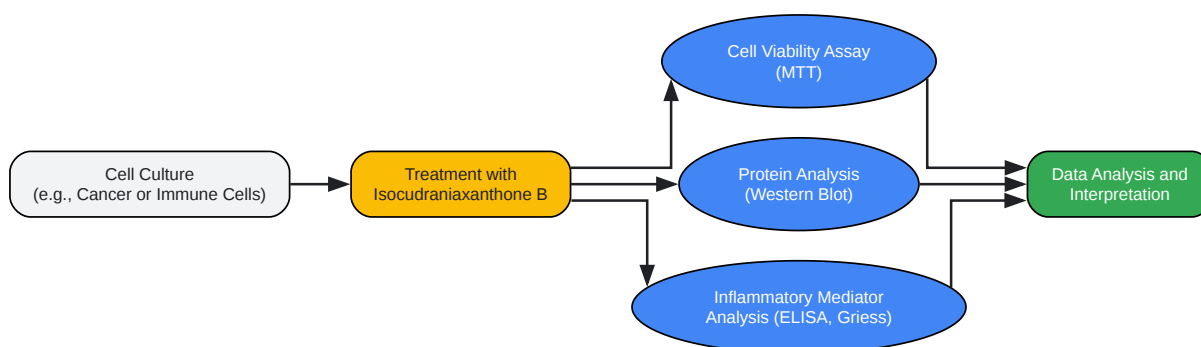 Cell Viability Assay
(MTT)
Cell Culture
(e.g., Cancer or Immune Cells)
Treatment with
Isocudraniaxanthone B
Protein Analysis
(Western Blot)
Data Analysis and
Interpretation
Inflammatory Mediator
Analysis (ELISA, Griess)